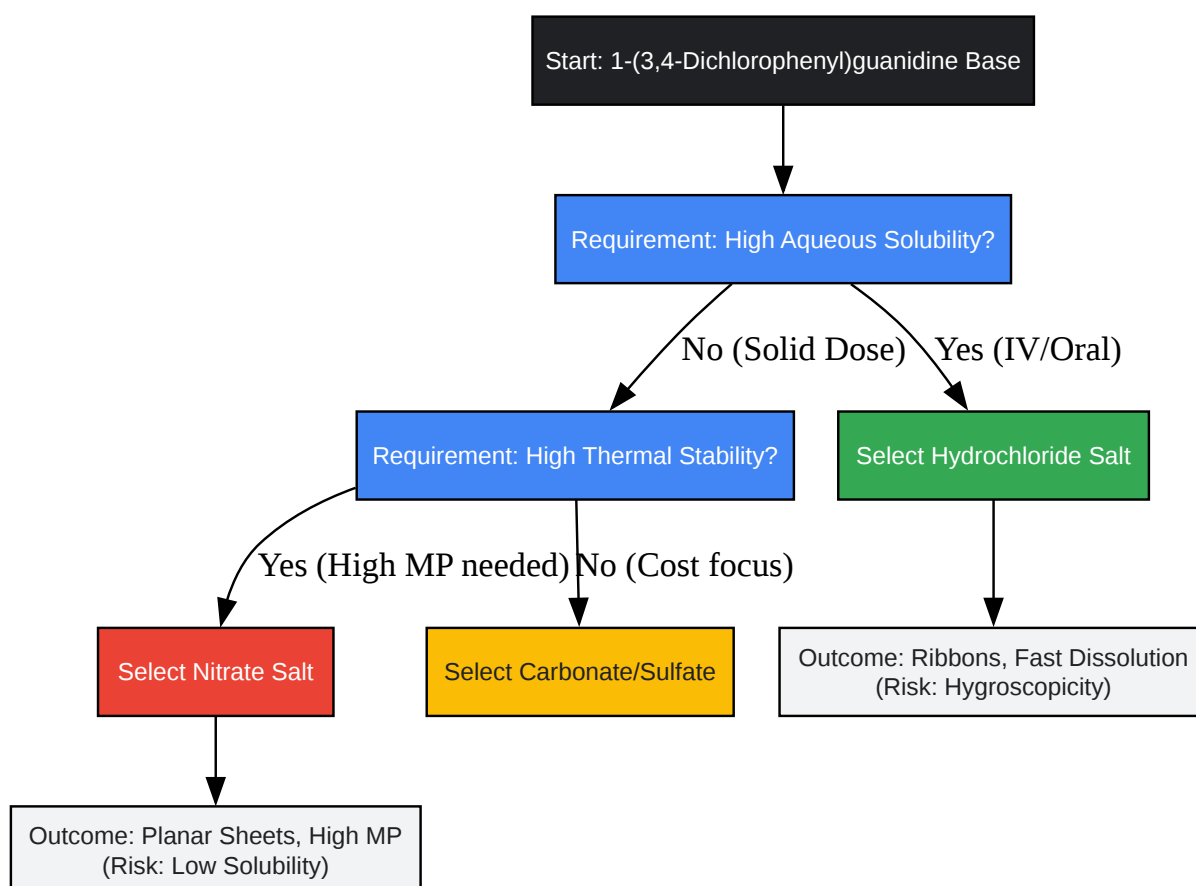 Start: 1-(3,4-Dichlorophenyl)guanidine Base
Requirement: High Aqueous Solubility?
No (Solid Dose)
Yes (IV/Oral)
Requirement: High Thermal Stability?
Select Hydrochloride Salt
Yes (High MP needed)
No (Cost focus)
Select Nitrate Salt
Select Carbonate/Sulfate
Outcome: Ribbons, Fast Dissolution
(Risk: Hygroscopicity)
Outcome: Planar Sheets, High MP
(Risk: Low Solubility)